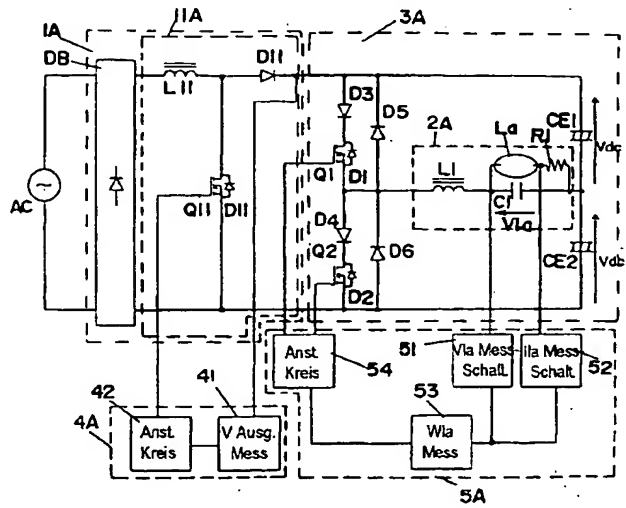 11A
1A
DB
L11
D11
3A
D3
D5
2A
La
R1
CE1
Vdc
Q1
D1
AC
Q11
D11
L1
C1
Vla
D4
Q2
D6
D2
CE2
Vdc
Anst.
Kreis
54
51
Vla Mess
Schalt.
Ila Mess
Schalt.
52
42
41
53
4A
Anst.
Kreis
V Ausg.
Mess
Wla
Mess
5A